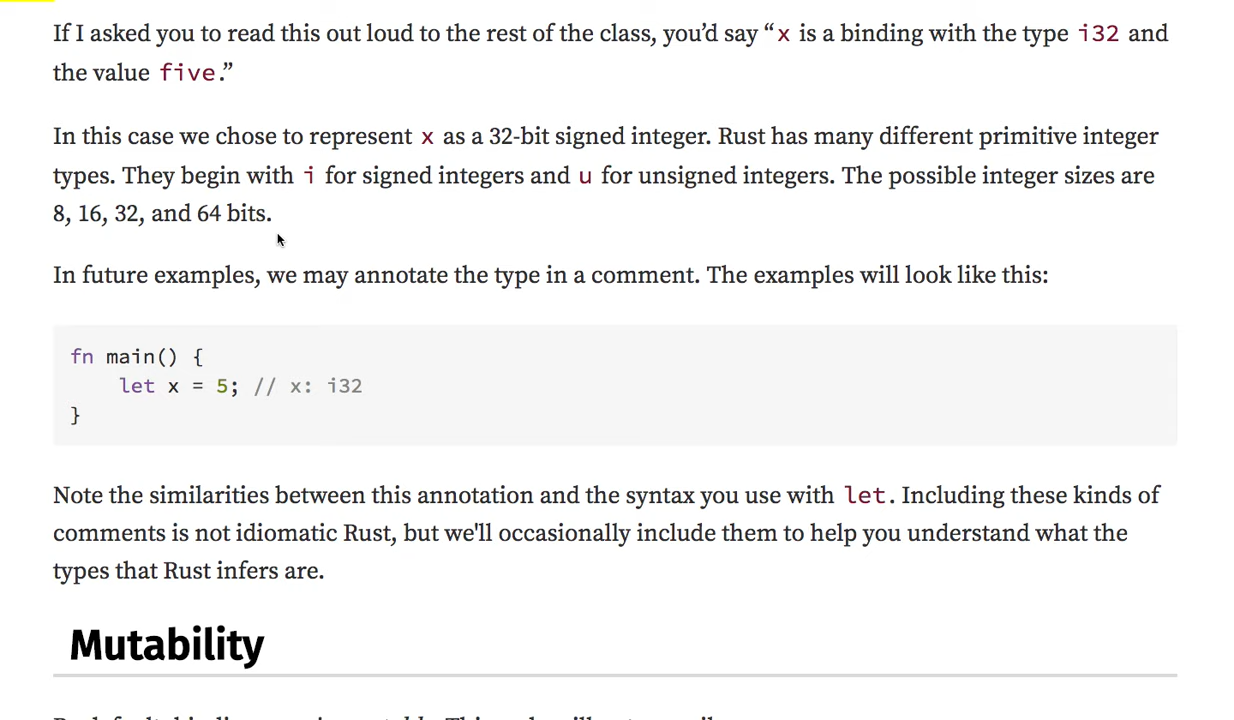 If I asked you to read this out loud to the rest of the class, you’d say “x is a binding with the type i32 and
the value five.”
In this case we chose to represent x as a 32-bit signed integer. Rust has many different primitive integer
types. They begin with i for signed integers and u for unsigned integers. The possible integer sizes are
8, 16, 32, and 64 bits.
In future examples, we may annotate the type in a comment. The examples will look like this:
fn main() {
    let x = 5; // x: i32
}
Note the similarities between this annotation and the syntax you use with let. Including these kinds of
comments is not idiomatic Rust, but we'll occasionally include them to help you understand what the
types that Rust infers are.
Mutability